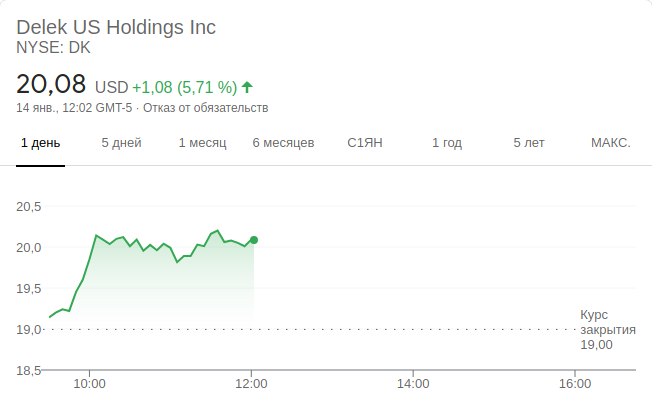 Delek US Holdings Inc
NYSE: DK
20,08 USD +1,08 (5,71 %)
14 янв., 12:02 GMT-5 · Отказ от обязательств
1 день 5 дней 1 месяц 6 месяцев С1ЯН 1 год 5 лет МАКС.
20,5
20,0
19,5
19,0
18,5
Курс
закрытия
19,00
10:00 12:00 14:00 16:00